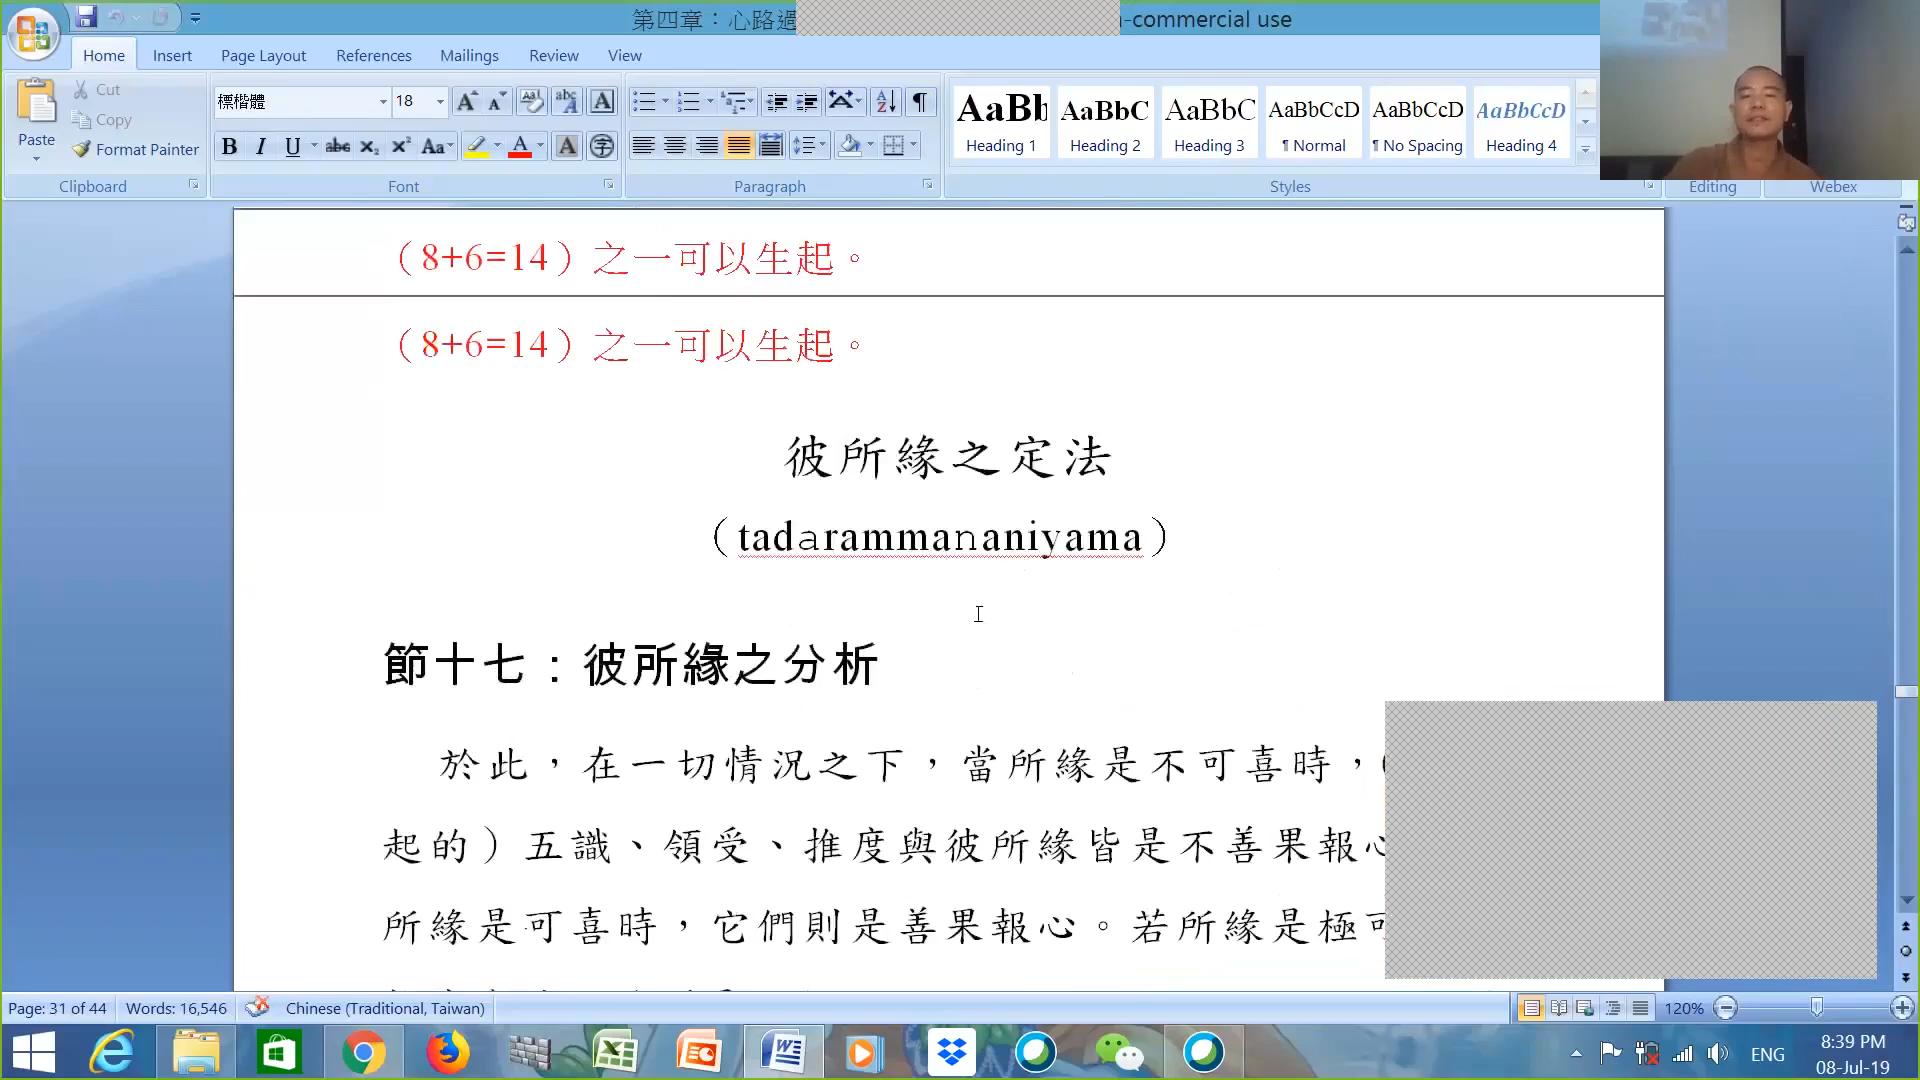 第四章：心路過
-commercial use
Home Insert Page Layout References Mailings Review View
Paste
Cut
Copy
Format Painter
標楷體 18
AaBb AaBbC AaBbC AaBbCcD AaBbCcD AaBbCcD
Heading 1 Heading 2 Heading 3 ¶ Normal ¶ No Spacing Heading 4
Clipboard Font Paragraph Styles Editing Webex
（8+6=14）之一可以生起。
（8+6=14）之一可以生起。
彼所緣之定法
（tadarammananiyama）
節十七：彼所緣之分析
於此，在一切情況之下，當所緣是不可喜時，
起的）五識、領受、推度與彼所緣皆是不善果報心
所緣是可喜時，它們則是善果報心。若所緣是極可
Page: 31 of 44 Words: 16,546 Chinese (Traditional, Taiwan) 120%
ENG
8:39 PM
08-Jul-19